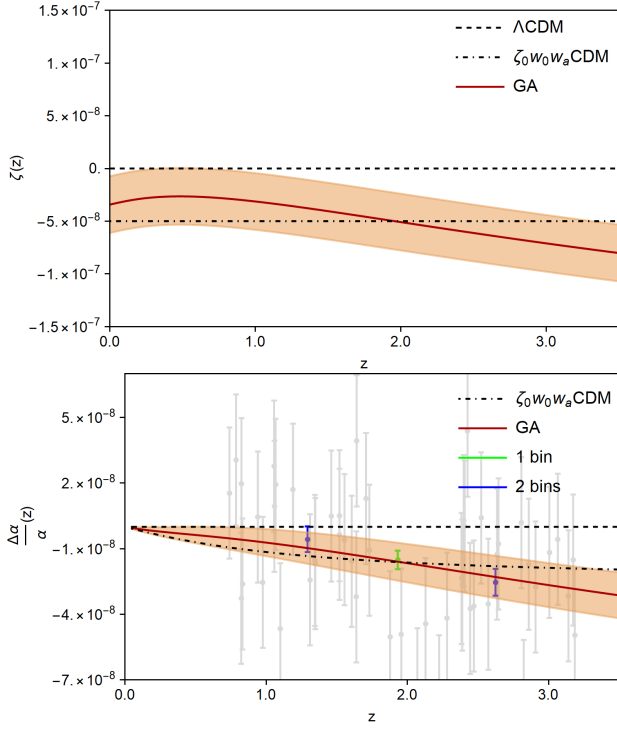 1.5×10⁻⁷
1.×10⁻⁷
5.×10⁻⁸
0.
−5.×10⁻⁸
−1.×10⁻⁷
−1.5×10⁻⁷
ζ(z)
ΛCDM
ζ₀w₀wₐCDM
GA
0.0 1.0 2.0 3.0
z
5.×10⁻⁸
2.×10⁻⁸
−1.×10⁻⁸
−4.×10⁻⁸
−7.×10⁻⁸
Δα/α(z)
ζ₀w₀wₐCDM
GA
1 bin
2 bins
0.0 1.0 2.0 3.0
z